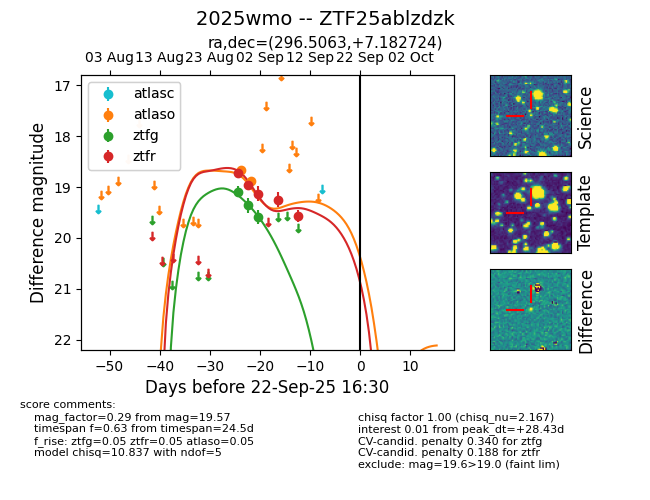 2025wmo -- ZTF25ablzdzk
ra,dec=(296.5063,+7.182724)
03 Aug 13 Aug 23 Aug 02 Sep 12 Sep 22 Sep 02 Oct
atlasc
atlaso
ztfg
ztfr
17
18
19
20
21
22
Difference magnitude
−50 −40 −30 −20 −10 0 10
Days before 22-Sep-25 16:30
Science
Template
Difference
score comments:
mag_factor=0.29 from mag=19.57
timespan f=0.63 from timespan=24.5d
f_rise: ztfg=0.05 ztfr=0.05 atlaso=0.05
model chisq=10.837 with ndof=5
chisq factor 1.00 (chisq_nu=2.167)
interest 0.01 from peak_dt=+28.43d
CV-candid. penalty 0.340 for ztfg
CV-candid. penalty 0.188 for ztfr
exclude: mag=19.6>19.0 (faint lim)